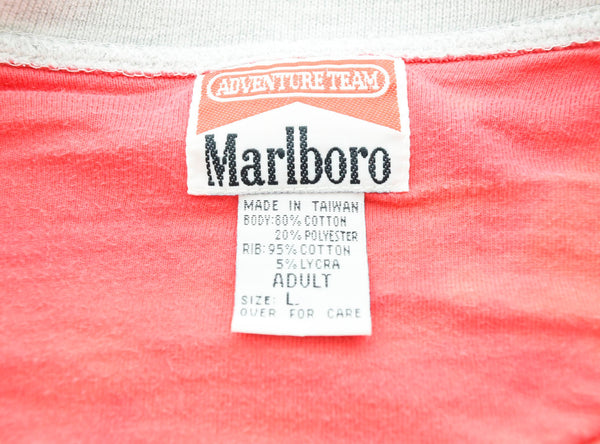 ADVENTURE TEAM
Marlboro
MADE IN TAIWAN
BODY:80% COTTON
20% POLYESTER
RIB:95% COTTON
5% LYCRA
ADULT
SIZE: L
OVER FOR CARE